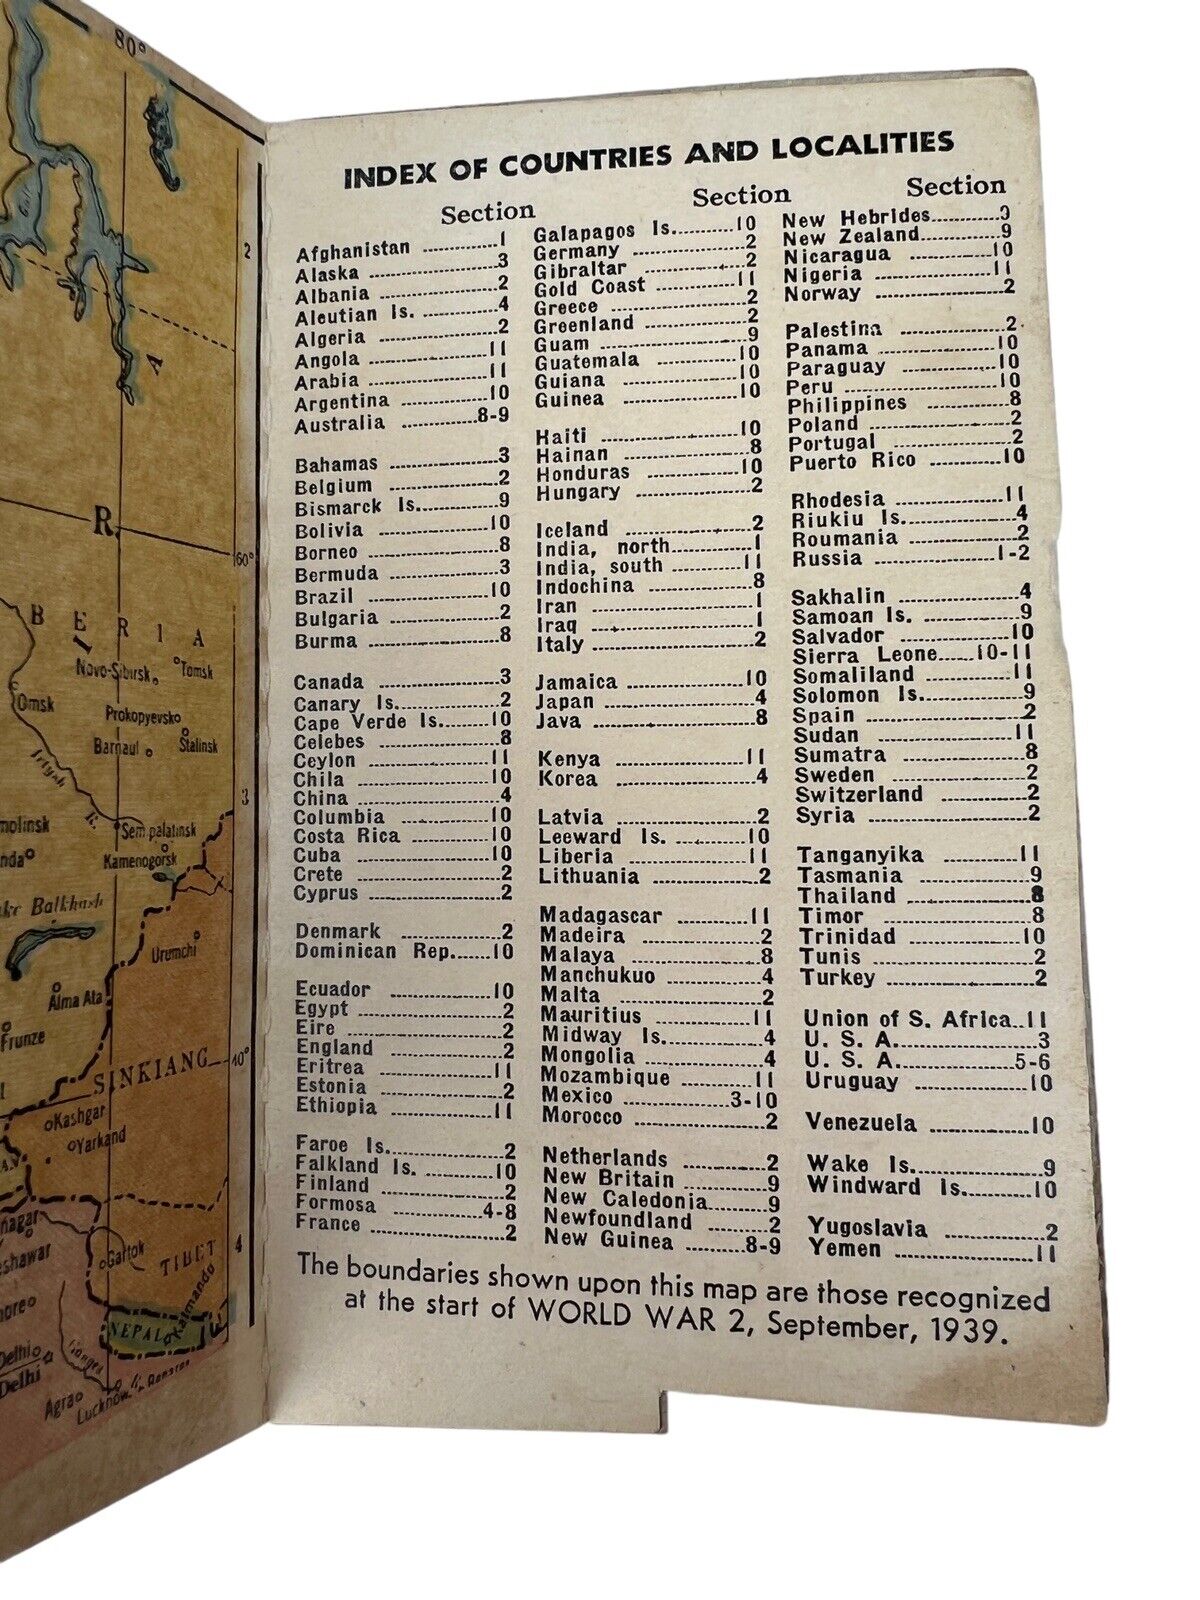 80°
2
A
R.
60°
B E R I A
Novo-Sibirsk
Tomsk
Omsk
Prokopyevsko
Barnaul
Stalinsk
Irtysh
R.
3
molinsk
Sem.palatinsk
nda
Kamenogorsk
ke Balkhash
Urumchi
Alma Ata
Frunze
SINKIANG
40°
Kashgar
Yarkand
AN.
nagar
eshawar
Gartok
TIBET
4
hore
Katmandu
NEPAL
Delhi
Delhi
Ganges
Agra
Lucknow
INDEX OF COUNTRIES AND LOCALITIES
Section
Afghanistan 1
Alaska 3
Albania 2
Aleutian Is. 4
Algeria 2
Angola 11
Arabia 11
Argentina 10
Australia 8-9
Bahamas 3
Belgium 2
Bismarck Is. 9
Bolivia 10
Borneo 8
Bermuda 3
Brazil 10
Bulgaria 2
Burma 8
Canada 3
Canary Is. 2
Cape Verde Is. 10
Celebes 8
Ceylon 11
Chila 10
China 4
Columbia 10
Costa Rica 10
Cuba 10
Crete 2
Cyprus 2
Denmark 2
Dominican Rep. 10
Ecuador 10
Egypt 2
Eire 2
England 2
Eritrea 11
Estonia 2
Ethiopia 11
Faroe Is. 2
Falkland Is. 10
Finland 2
Formosa 4-8
France 2
Section
Galapagos Is. 10
Germany 2
Gibraltar 2
Gold Coast 11
Greece 2
Greenland 2
Guam 9
Guatemala 10
Guiana 10
Guinea 10
Haiti 10
Hainan 8
Honduras 10
Hungary 2
Iceland 2
India, north 1
India, south 11
Indochina 8
Iran 1
Iraq 1
Italy 2
Jamaica 10
Japan 4
Java 8
Kenya 11
Korea 4
Latvia 2
Leeward Is. 10
Liberia 11
Lithuania 2
Madagascar 11
Madeira 2
Malaya 8
Manchukuo 4
Malta 2
Mauritius 11
Midway Is. 4
Mongolia 4
Mozambique 11
Mexico 3-10
Morocco 2
Netherlands 2
New Britain 9
New Caledonia 9
Newfoundland 2
New Guinea 8-9
Section
New Hebrides 9
New Zealand 9
Nicaragua 10
Nigeria 11
Norway 2
Palestina 2
Panama 10
Paraguay 10
Peru 10
Philippines 8
Poland 2
Portugal 2
Puerto Rico 10
Rhodesia 11
Riukiu Is. 4
Roumania 2
Russia 1-2
Sakhalin 4
Samoan Is. 9
Salvador 10
Sierra Leone 10-11
Somaliland 11
Solomon Is. 9
Spain 2
Sudan 11
Sumatra 8
Sweden 2
Switzerland 2
Syria 2
Tanganyika 11
Tasmania 9
Thailand 8
Timor 8
Trinidad 10
Tunis 2
Turkey 2
Union of S. Africa 11
U. S. A. 3
U. S. A. 5-6
Uruguay 10
Venezuela 10
Wake Is. 9
Windward Is. 10
Yugoslavia 2
Yemen 11
The boundaries shown upon this map are those recognized
at the start of WORLD WAR 2, September, 1939.